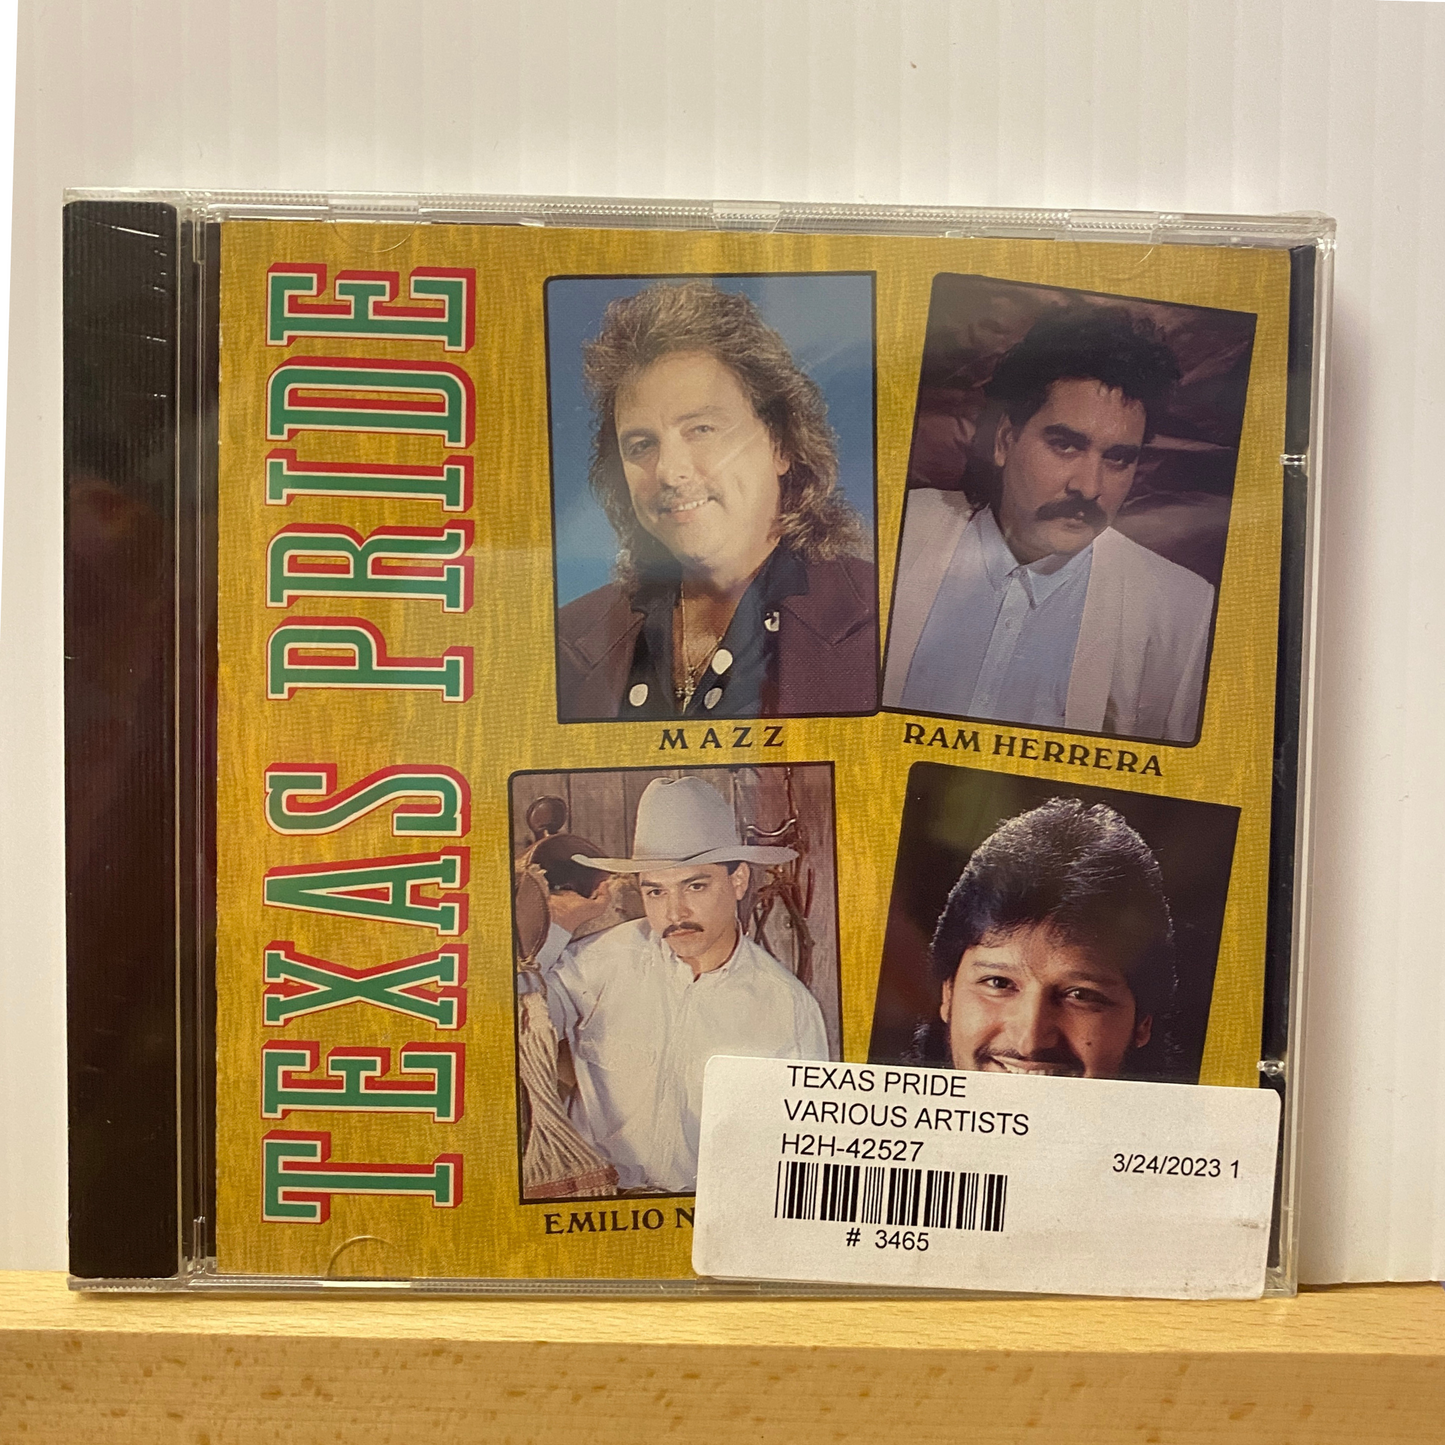 TEXAS PRIDE
MAZZ
RAM HERRERA
EMILIO N
TEXAS PRIDE
VARIOUS ARTISTS
H2H-42527
3/24/2023 1
# 3465